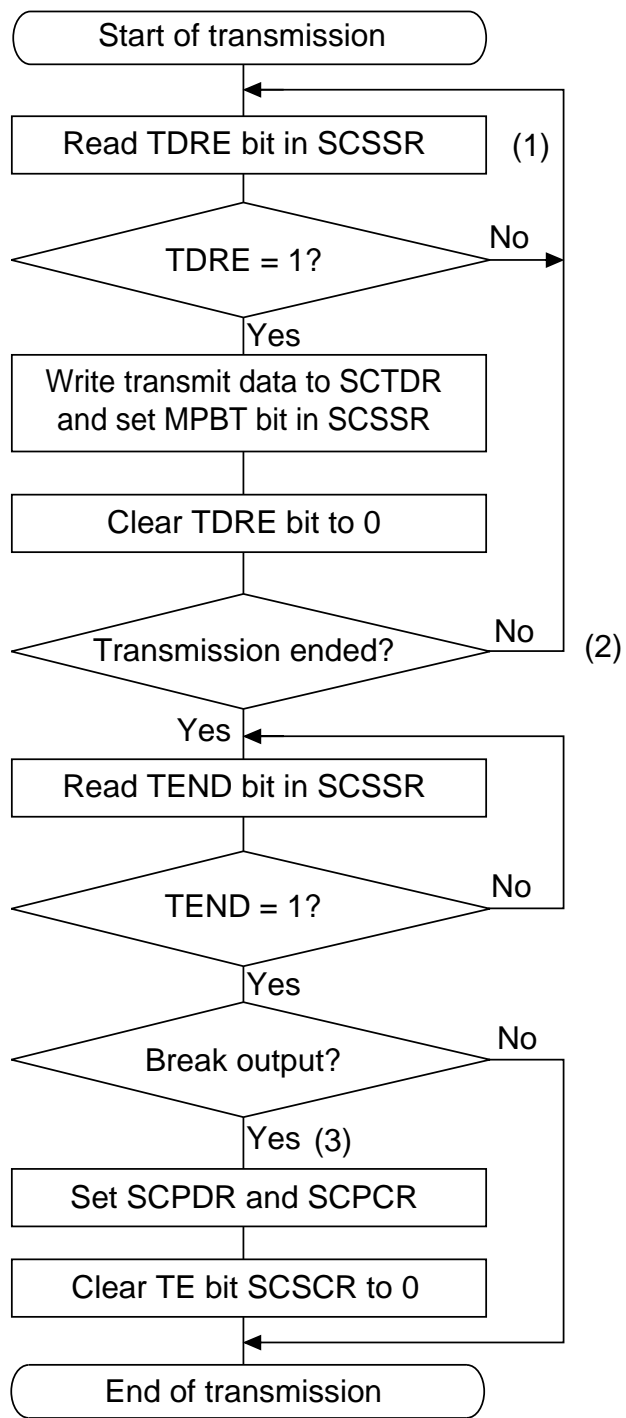 Start of transmission
Read TDRE bit in SCSSR
(1)
TDRE = 1?
No
Yes
Write transmit data to SCTDR
and set MPBT bit in SCSSR
Clear TDRE bit to 0
Transmission ended?
No
(2)
Yes
Read TEND bit in SCSSR
TEND = 1?
No
Yes
Break output?
No
Yes (3)
Set SCPDR and SCPCR
Clear TE bit SCSCR to 0
End of transmission